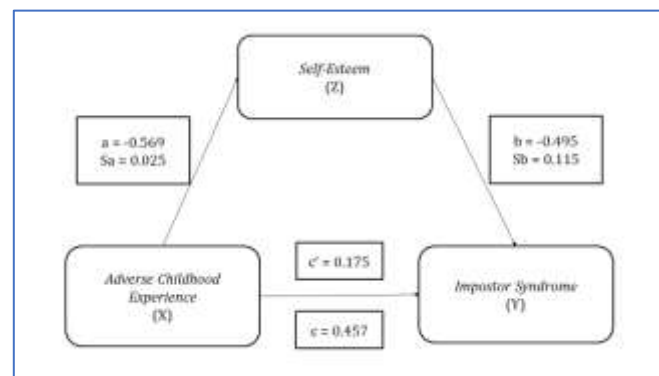 Self-Esteem
(Z)
a = -0.569
Sa = 0.025
b = -0.495
Sb = 0.115
Adverse Childhood
Experience
(X)
c' = 0.175
c = 0.457
Impostor Syndrome
(Y)